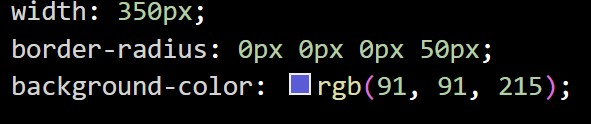 width: 350px;
border-radius: 0px 0px 0px 50px;
background-color: rgb(91, 91, 215);